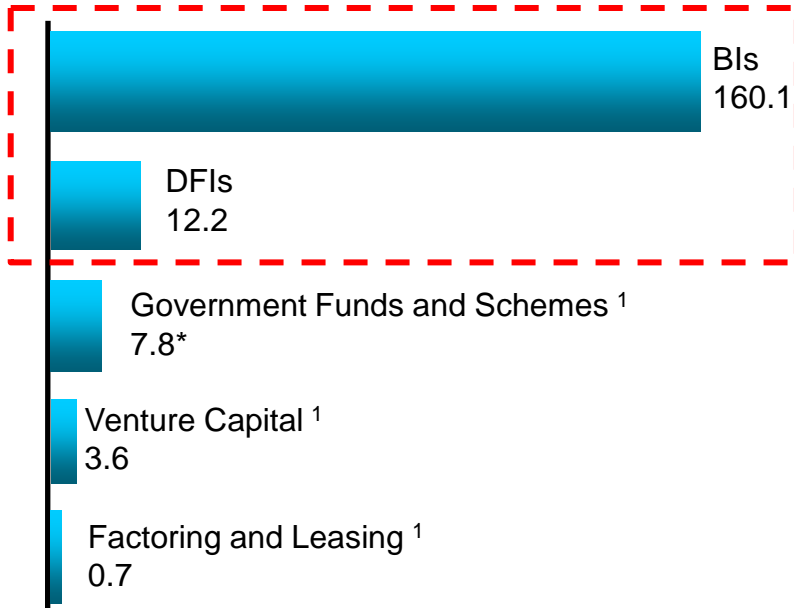 BIs
160.1
DFIs
12.2
Government Funds and Schemes ¹
7.8*
Venture Capital ¹
3.6
Factoring and Leasing ¹
0.7